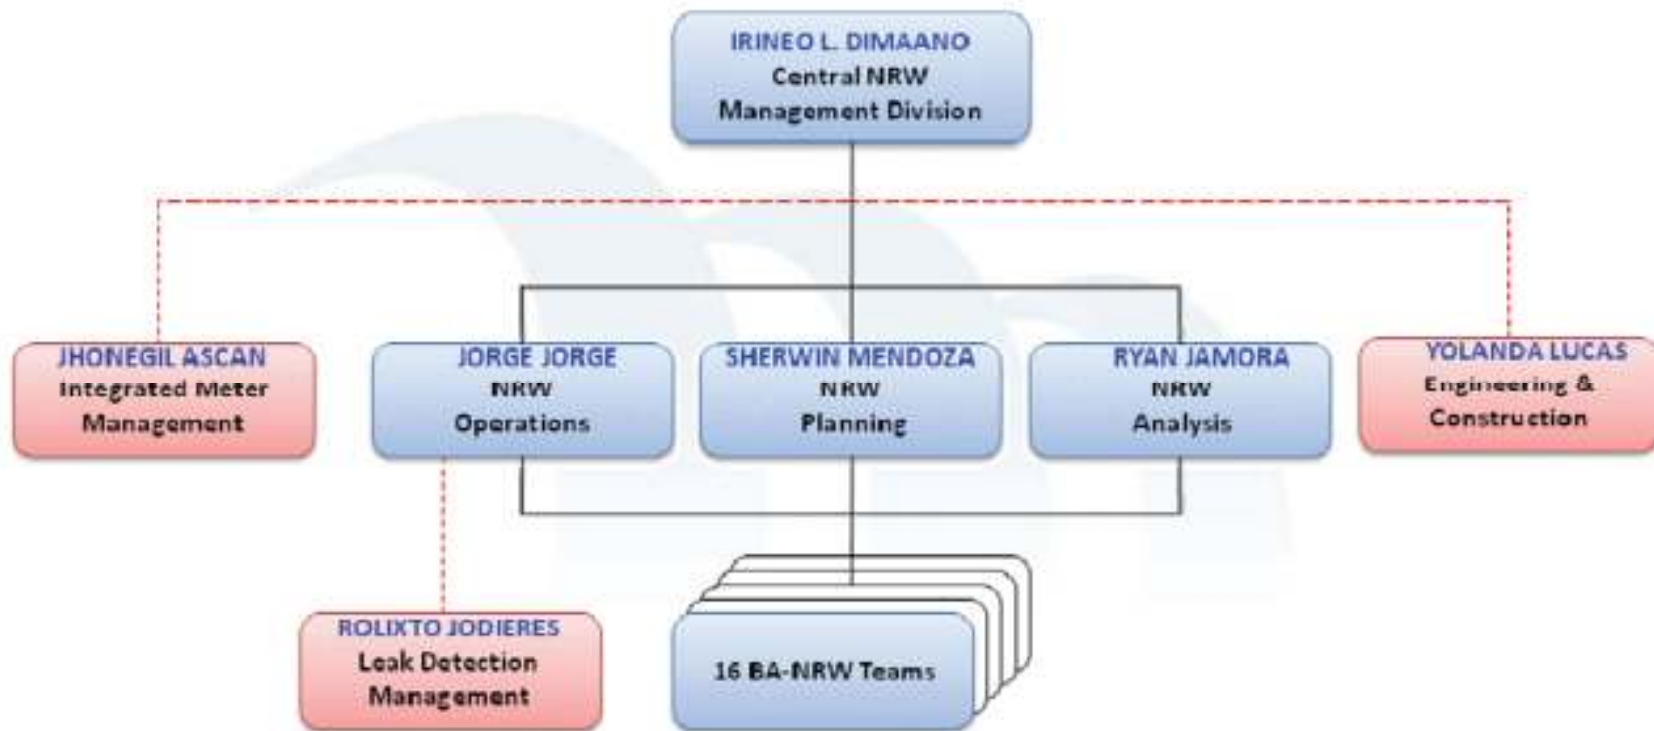 IRINEO L. DIMAANO
Central NRW
Management Division
JHONEGIL ASCAN
Integrated Meter
Management
JORGE JORGE
NRW
Operations
SHERWIN MENDOZA
NRW
Planning
RYAN JAMORA
NRW
Analysis
YOLANDA LUCAS
Engineering &
Construction
ROLIXTO JODIERES
Leak Detection
Management
16 BA-NRW Teams